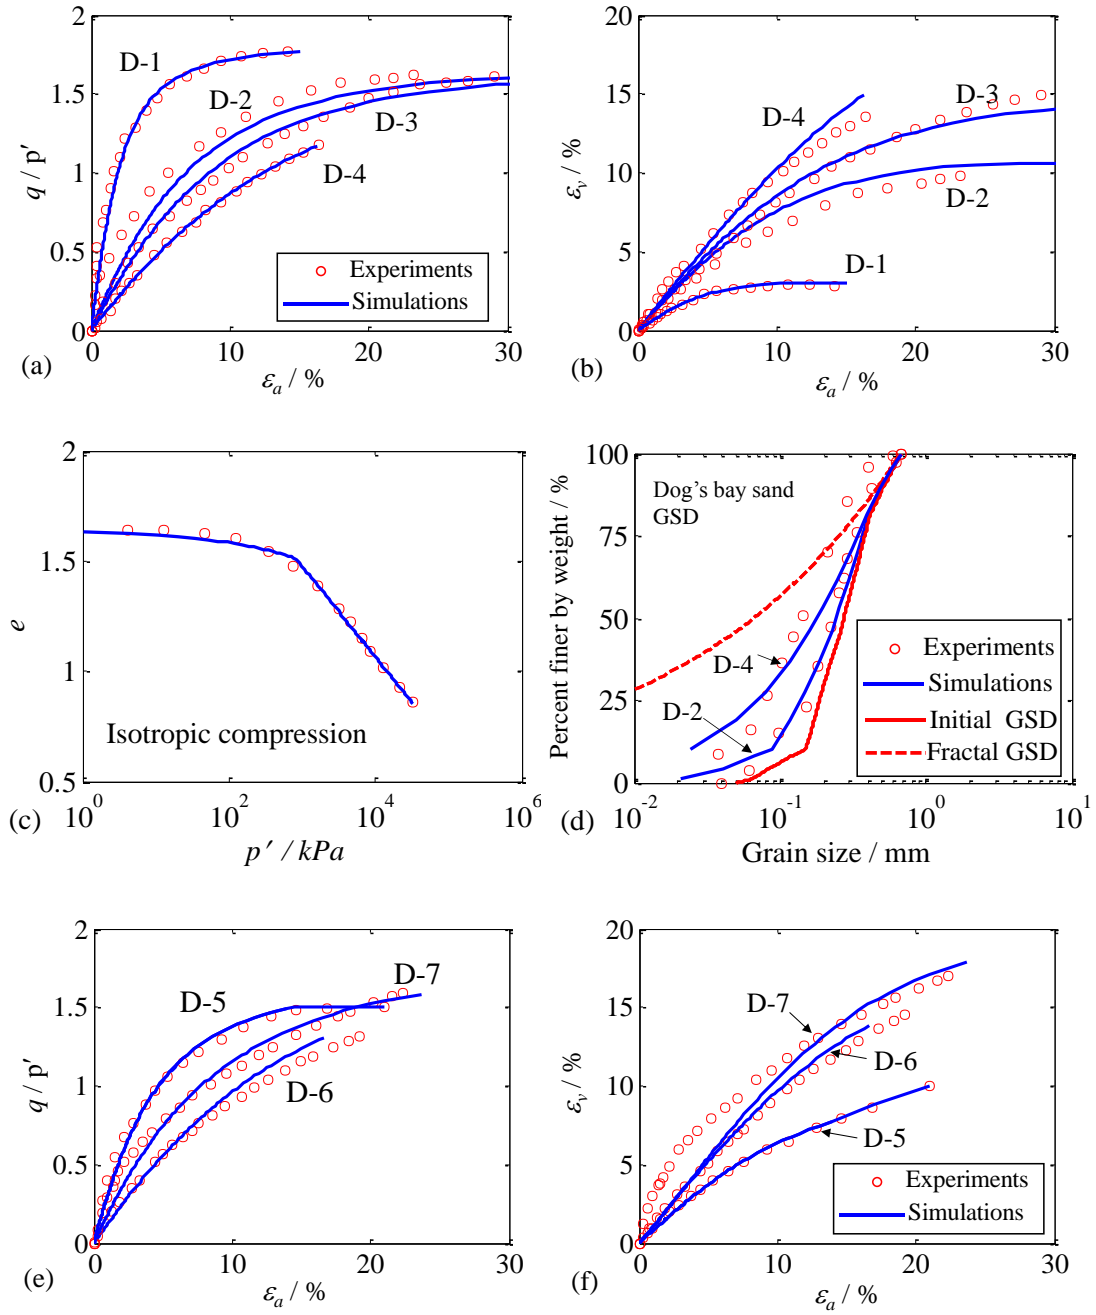 2
1.5
1
0.5
0
q / p'
D-1
D-2
D-3
D-4
Experiments
Simulations
0 10 20 30
(a)
εa / %
20
15
10
5
0
εv / %
D-4
D-3
D-2
D-1
0 10 20 30
(b)
εa / %
2
1.5
1
0.5
e
Isotropic compression
10^0 10^2 10^4 10^6
(c)
p' / kPa
100
75
50
25
0
Percent finer by weight / %
Dog's bay sand
GSD
D-4
D-2
Experiments
Simulations
Initial GSD
Fractal GSD
10^-2 10^-1 10^0 10^1
(d)
Grain size / mm
2
1.5
1
0.5
0
q / p'
D-7
D-5
D-6
0 10 20 30
(e)
εa / %
20
15
10
5
0
εv / %
D-7
D-6
D-5
Experiments
Simulations
0 10 20 30
(f)
εa / %